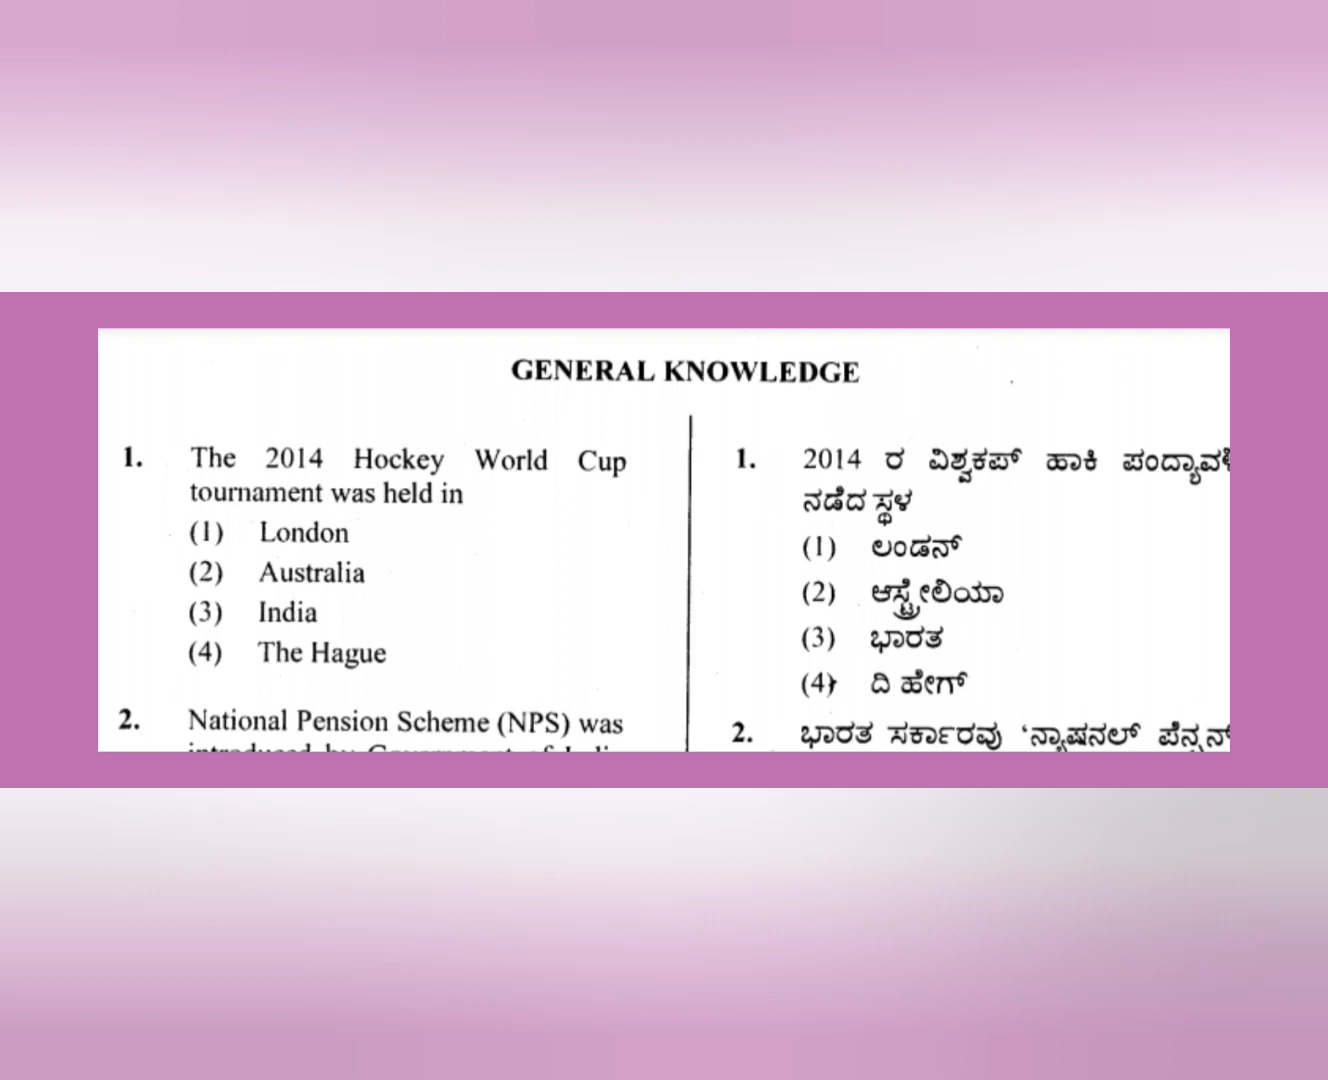 GENERAL KNOWLEDGE
1. The 2014 Hockey World Cup
tournament was held in
(1) London
(2) Australia
(3) India
(4) The Hague
2. National Pension Scheme (NPS) was
1. 2014 ರ ವಿಶ್ವಕಪ್ ಹಾಕಿ
ನಡೆದ ಸ್ಥಳ
(1) ಲಂಡನ್
(2) ಆಸ್ಟ್ರೇಲಿಯಾ
(3) ಭಾರತ
(4) ದಿ ಹೇಗ್
2. ಭಾರತ ಸರ್ಕಾರವು ‘ನ್ಯಾಷನಲ್